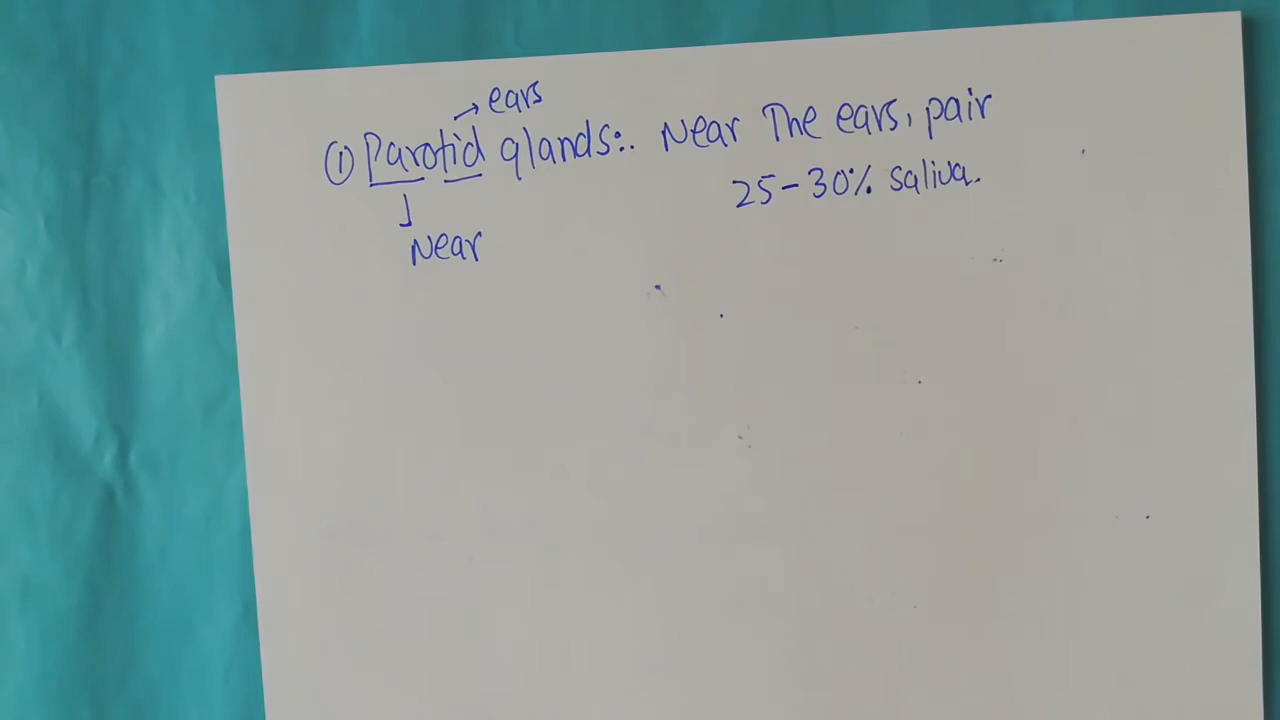 → ears
① Parotid glands:. Near The ears, pair
25-30% saliva.
Near